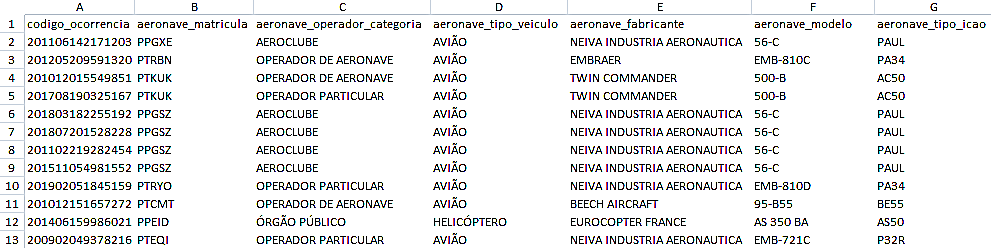 A B C D E F G
1 codigo_ocorrencia aeronave_matricula aeronave_operador_categoria aeronave_tipo_veiculo aeronave_fabricante aeronave_modelo aeronave_tipo_icao
2 201106142171203 PPGXE AEROCLUBE AVIÃO NEIVA INDUSTRIA AERONAUTICA 56-C PAUL
3 201205209591320 PTRBN OPERADOR DE AERONAVE AVIÃO EMBRAER EMB-810C PA34
4 201012015549851 PTKUK OPERADOR DE AERONAVE AVIÃO TWIN COMMANDER 500-B AC50
5 201708190325167 PTKUK OPERADOR PARTICULAR AVIÃO TWIN COMMANDER 500-B AC50
6 201803182255192 PPGSZ AEROCLUBE AVIÃO NEIVA INDUSTRIA AERONAUTICA 56-C PAUL
7 201807201528228 PPGSZ AEROCLUBE AVIÃO NEIVA INDUSTRIA AERONAUTICA 56-C PAUL
8 201102219282454 PPGSZ AEROCLUBE AVIÃO NEIVA INDUSTRIA AERONAUTICA 56-C PAUL
9 201511054981552 PPGSZ AEROCLUBE AVIÃO NEIVA INDUSTRIA AERONAUTICA 56-C PAUL
10 201902051845159 PTRYO OPERADOR PARTICULAR AVIÃO NEIVA INDUSTRIA AERONAUTICA EMB-810D PA34
11 201012151657272 PTCMT OPERADOR DE AERONAVE AVIÃO BEECH AIRCRAFT 95-B55 BE55
12 201406159986021 PPEID ÓRGÃO PÚBLICO HELICÓPTERO EUROCOPTER FRANCE AS 350 BA AS50
13 200902049378216 PTEQI OPERADOR PARTICULAR AVIÃO NEIVA INDUSTRIA AERONAUTICA EMB-721C P32R